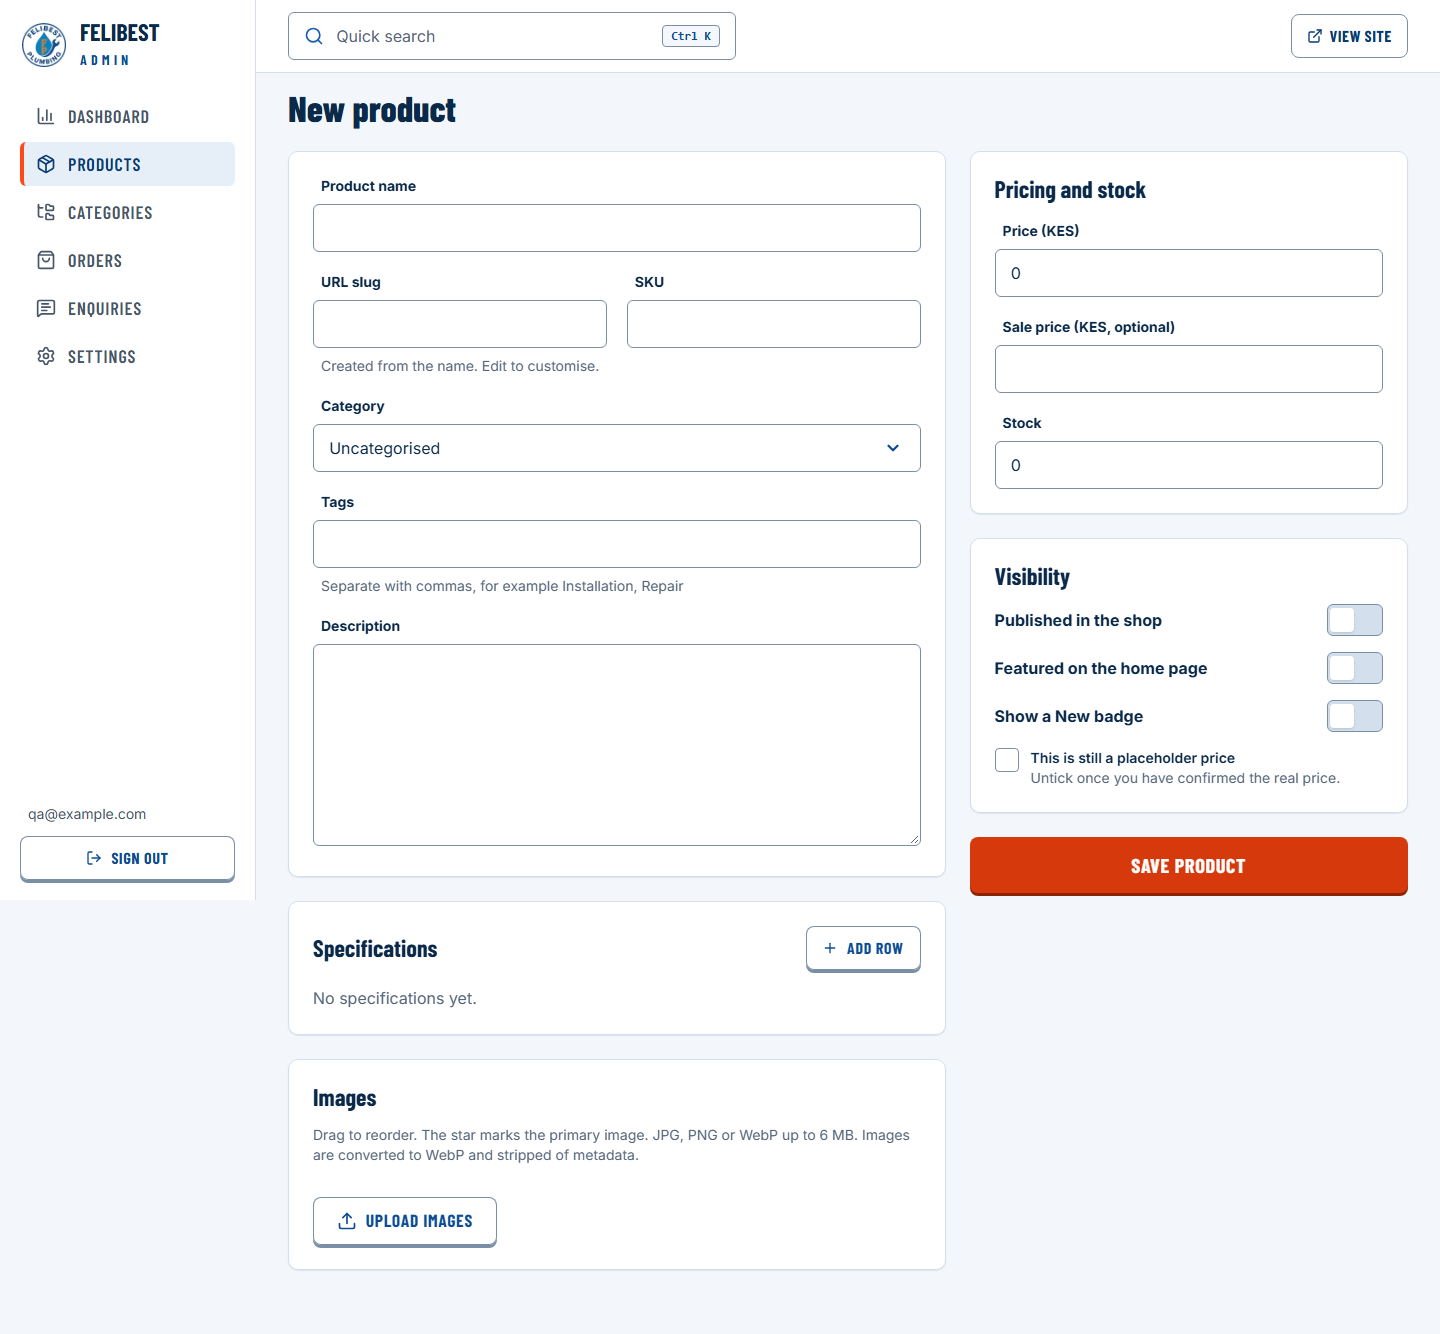 FELIBEST PLUMBING
FELIBEST
ADMIN
DASHBOARD
PRODUCTS
CATEGORIES
ORDERS
ENQUIRIES
SETTINGS
qa@example.com
SIGN OUT
Quick search
Ctrl K
VIEW SITE
New product
Product name
URL slug
SKU
Created from the name. Edit to customise.
Category
Uncategorised
Tags
Separate with commas, for example Installation, Repair
Description
Specifications
ADD ROW
No specifications yet.
Images
Drag to reorder. The star marks the primary image. JPG, PNG or WebP up to 6 MB. Images
are converted to WebP and stripped of metadata.
UPLOAD IMAGES
Pricing and stock
Price (KES)
0
Sale price (KES, optional)
Stock
0
Visibility
Published in the shop
Featured on the home page
Show a New badge
This is still a placeholder price
Untick once you have confirmed the real price.
SAVE PRODUCT